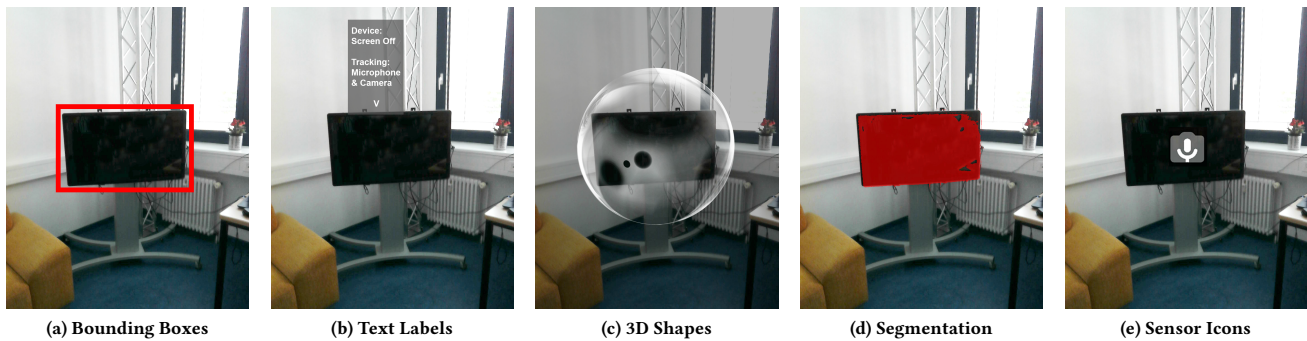 Device:
Screen Off
Tracking:
Microphone
& Camera
V
(a) Bounding Boxes
(b) Text Labels
(c) 3D Shapes
(d) Segmentation
(e) Sensor Icons